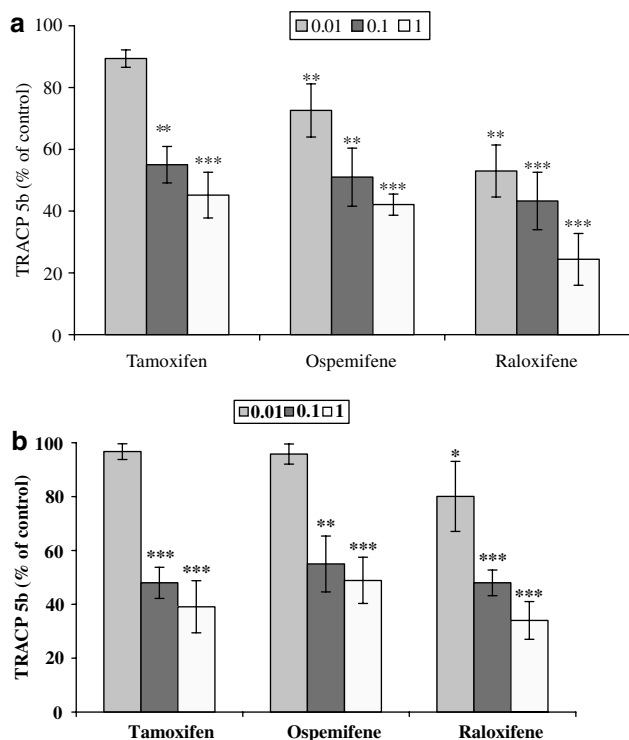 a
0.01 0.1 1
TRACP 5b (% of control)
100
80
60
40
20
0
** *** ** ** *** ** *** ***
Tamoxifen Ospemifene Raloxifene
b
0.01 0.1 1
TRACP 5b (% of control)
100
80
60
40
20
0
*** *** ** *** * *** ***
Tamoxifen Ospemifene Raloxifene